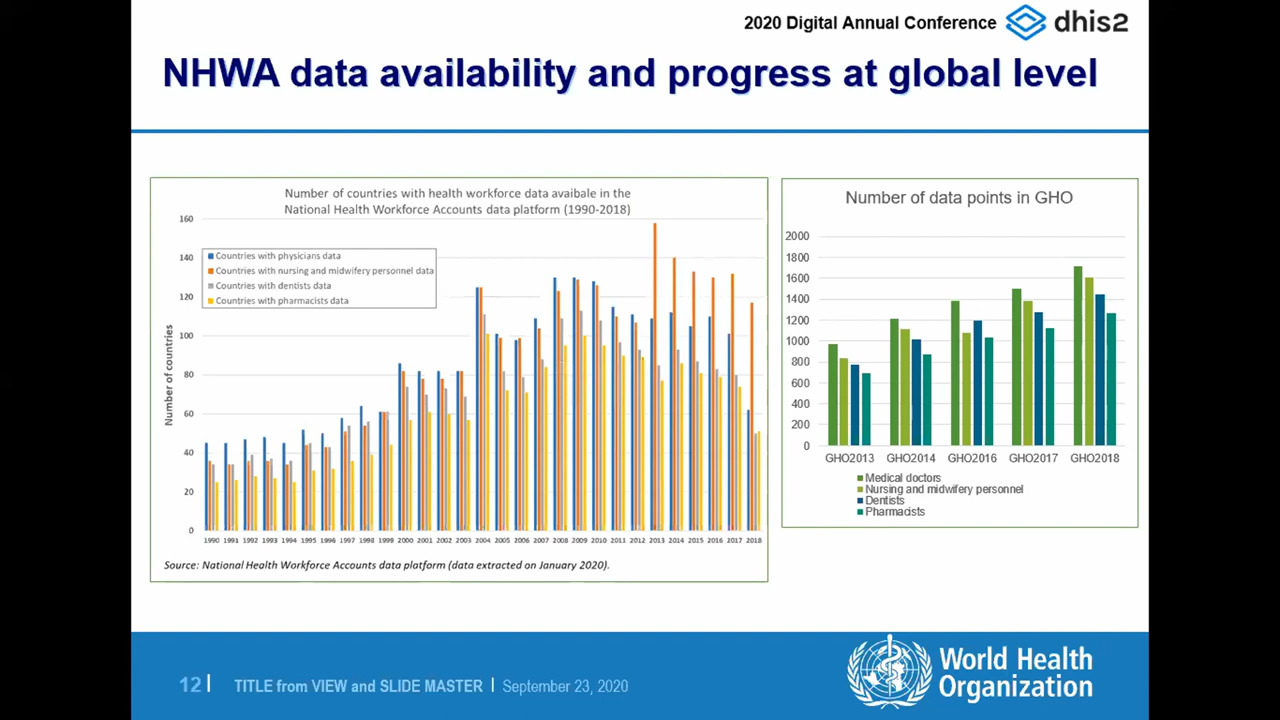 2020 Digital Annual Conference dhis2
NHWA data availability and progress at global level
Number of countries with health workforce data avaibale in the
National Health Workforce Accounts data platform (1990-2018)
160
140
120
100
80
60
40
20
0
Number of countries
Countries with physicians data
Countries with nursing and midwifery personnel data
Countries with dentists data
Countries with pharmacists data
1990 1991 1992 1993 1994 1995 1996 1997 1998 1999 2000 2001 2002 2003 2004 2005 2006 2007 2008 2009 2010 2011 2012 2013 2014 2015 2016 2017 2018
Source: National Health Workforce Accounts data platform (data extracted on January 2020).
Number of data points in GHO
2000
1800
1600
1400
1200
1000
800
600
400
200
0
GHO2013 GHO2014 GHO2016 GHO2017 GHO2018
Medical doctors
Nursing and midwifery personnel
Dentists
Pharmacists
12 | TITLE from VIEW and SLIDE MASTER | September 23, 2020
World Health
Organization